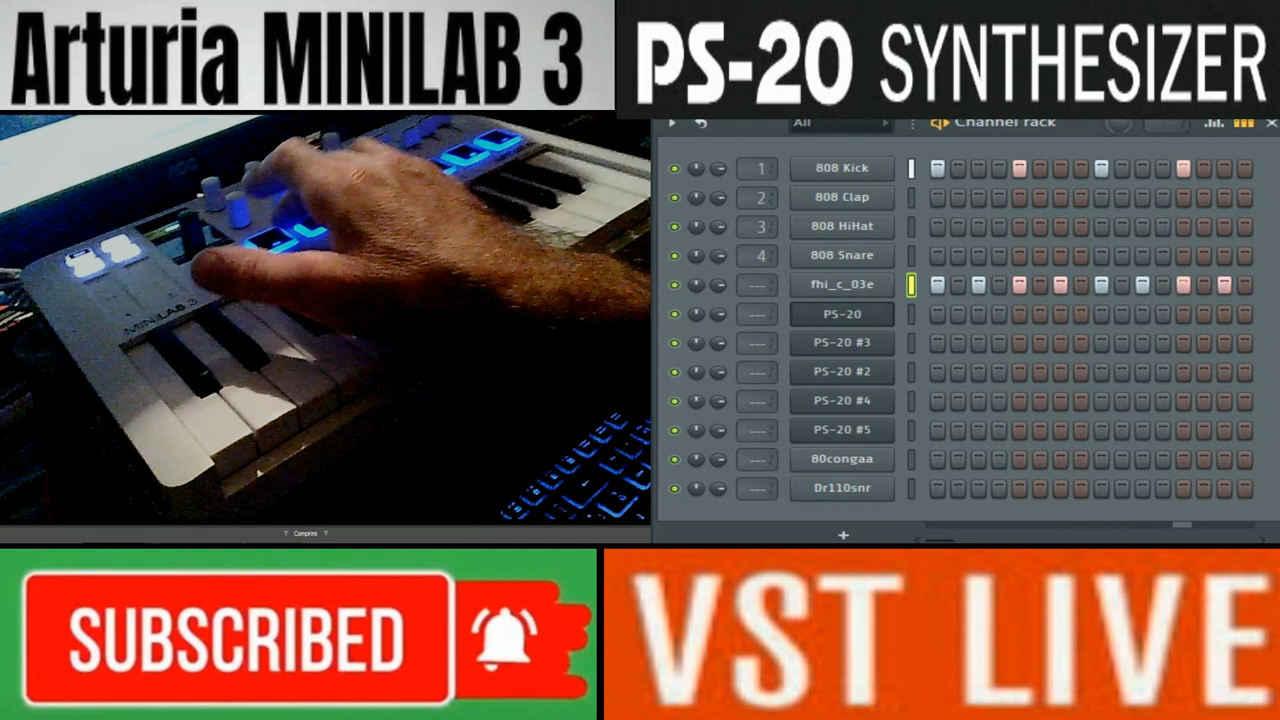 Arturia MINILAB 3
PS-20 SYNTHESIZER
All
Channel rack
MINILAB 3
1 808 Kick
2 808 Clap
3 808 HiHat
4 808 Snare
--- fhi_c_03e
--- PS-20
--- PS-20 #3
--- PS-20 #2
--- PS-20 #4
--- PS-20 #5
--- 80congaa
--- Dr110snr
+
Comprimi
SUBSCRIBED
VST LIVE